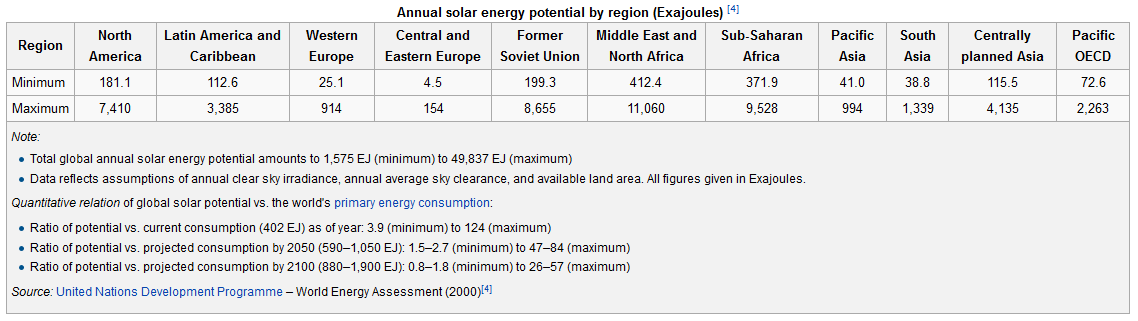 Annual solar energy potential by region (Exajoules) [4]
Region North America Latin America and Caribbean Western Europe Central and Eastern Europe Former Soviet Union Middle East and North Africa Sub-Saharan Africa Pacific Asia South Asia Centrally planned Asia Pacific OECD
Minimum 181.1 112.6 25.1 4.5 199.3 412.4 371.9 41.0 38.8 115.5 72.6
Maximum 7,410 3,385 914 154 8,655 11,060 9,528 994 1,339 4,135 2,263
Note:
• Total global annual solar energy potential amounts to 1,575 EJ (minimum) to 49,837 EJ (maximum)
• Data reflects assumptions of annual clear sky irradiance, annual average sky clearance, and available land area. All figures given in Exajoules.
Quantitative relation of global solar potential vs. the world's primary energy consumption:
• Ratio of potential vs. current consumption (402 EJ) as of year: 3.9 (minimum) to 124 (maximum)
• Ratio of potential vs. projected consumption by 2050 (590–1,050 EJ): 1.5–2.7 (minimum) to 47–84 (maximum)
• Ratio of potential vs. projected consumption by 2100 (880–1,900 EJ): 0.8–1.8 (minimum) to 26–57 (maximum)
Source: United Nations Development Programme – World Energy Assessment (2000)[4]